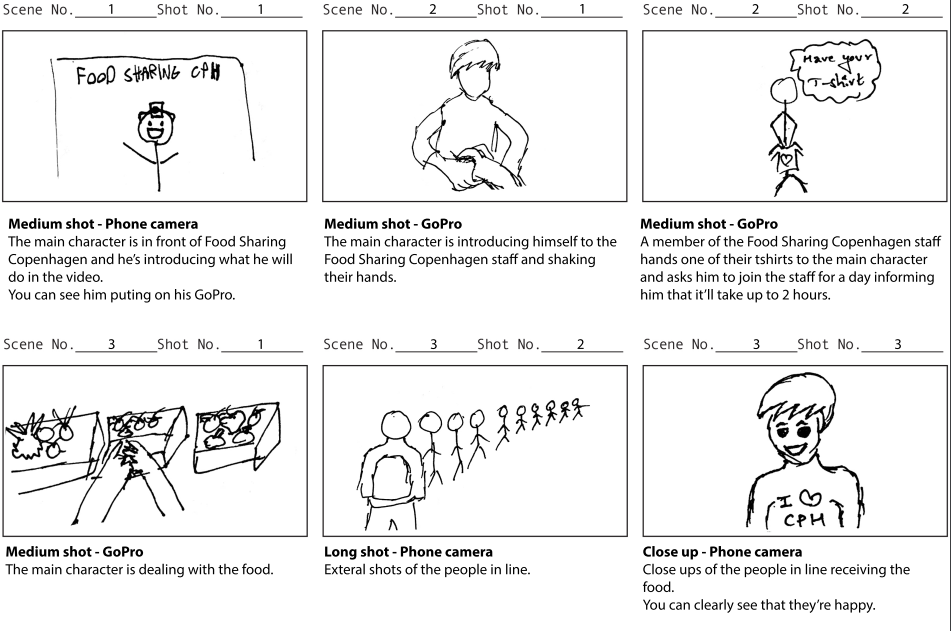 Scene No. 1 Shot No. 1
Scene No. 2 Shot No. 1
Scene No. 2 Shot No. 2
FOOD SHARING CPH
Have your
T-shirt
Medium shot - Phone camera
The main character is in front of Food Sharing
Copenhagen and he's introducing what he will
do in the video.
You can see him puting on his GoPro.
Medium shot - GoPro
The main character is introducing himself to the
Food Sharing Copenhagen staff and shaking
their hands.
Medium shot - GoPro
A member of the Food Sharing Copenhagen staff
hands one of their tshirts to the main character
and asks him to join the staff for a day informing
him that it'll take up to 2 hours.
Scene No. 3 Shot No. 1
Scene No. 3 Shot No. 2
Scene No. 3 Shot No. 3
I ♡
CPH
Medium shot - GoPro
The main character is dealing with the food.
Long shot - Phone camera
Exteral shots of the people in line.
Close up - Phone camera
Close ups of the people in line receiving the
food.
You can clearly see that they're happy.